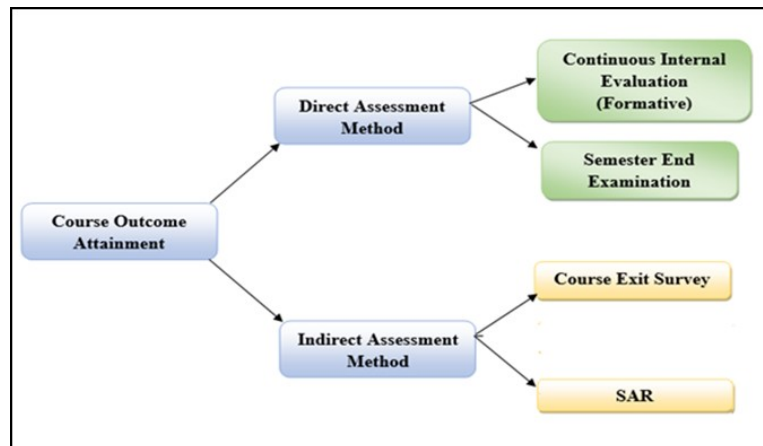 Continuous Internal
Evaluation
(Formative)
Direct Assessment
Method
Semester End
Examination
Course Outcome
Attainment
Course Exit Survey
Indirect Assessment
Method
SAR